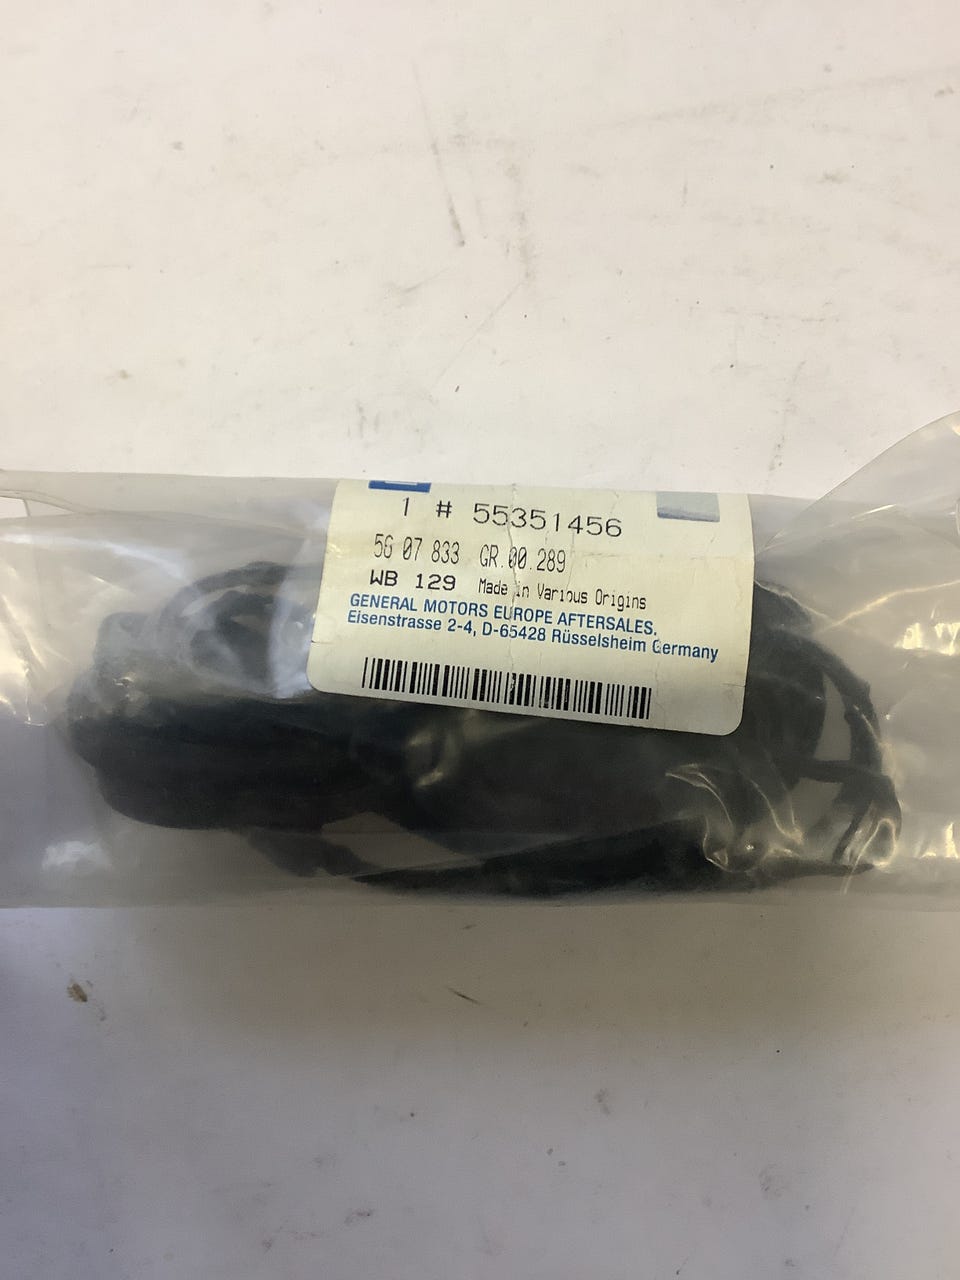 1 # 55351456
56 07 833 GR.00.289
WB 129 Made in Various Origins
GENERAL MOTORS EUROPE AFTERSALES.
Eisenstrasse 2-4, D-65428 Rüsselsheim Germany